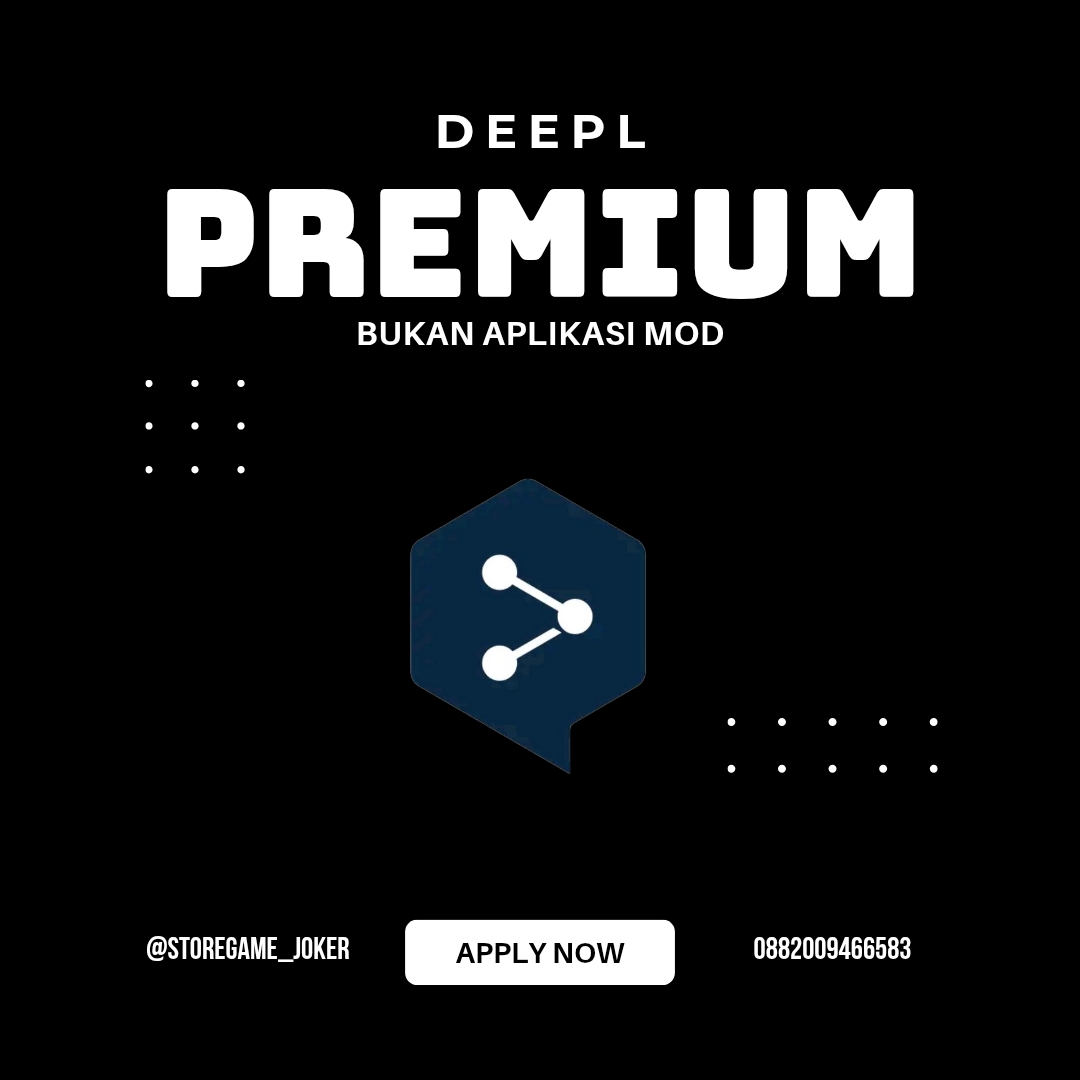 DEEPL
PREMIUM
BUKAN APLIKASI MOD
@STOREGAME_JOKER
APPLY NOW
0882009466583